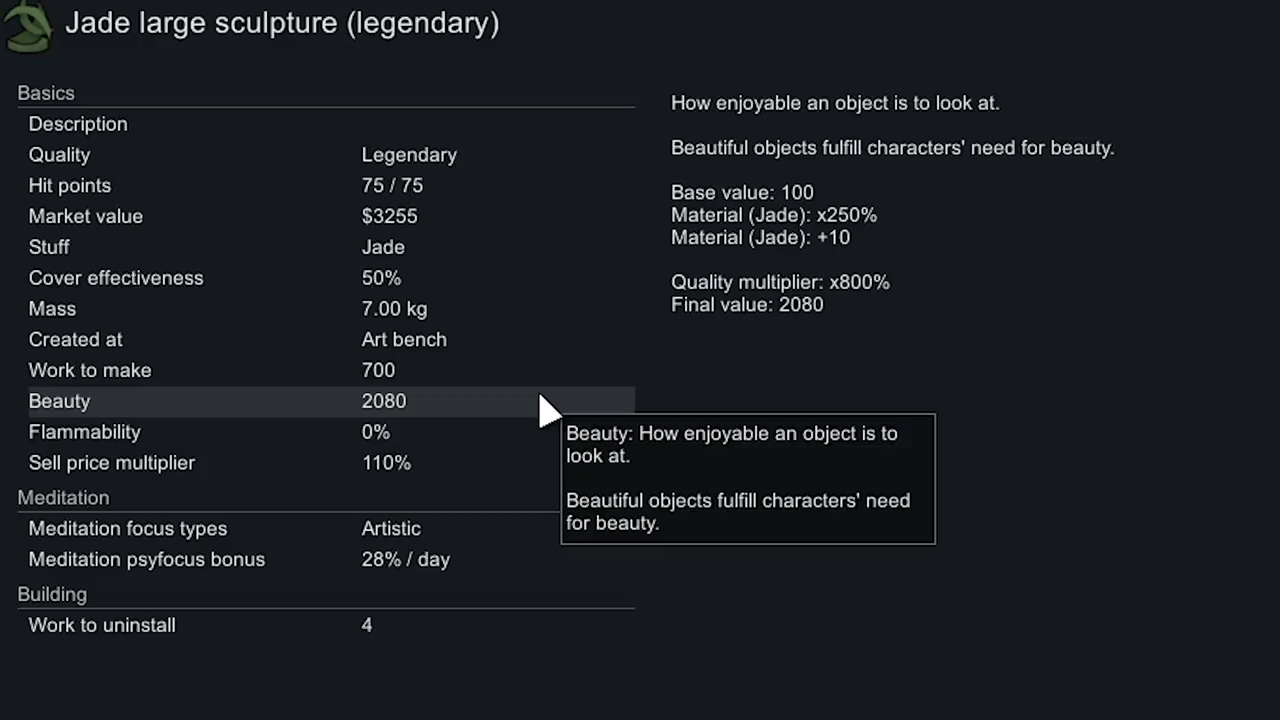 Jade large sculpture (legendary)
Basics
Description
Quality Legendary
Hit points 75 / 75
Market value $3255
Stuff Jade
Cover effectiveness 50%
Mass 7.00 kg
Created at Art bench
Work to make 700
Beauty 2080
Flammability 0%
Sell price multiplier 110%
Meditation
Meditation focus types Artistic
Meditation psyfocus bonus 28% / day
Building
Work to uninstall 4
How enjoyable an object is to look at.
Beautiful objects fulfill characters' need for beauty.
Base value: 100
Material (Jade): x250%
Material (Jade): +10
Quality multiplier: x800%
Final value: 2080
Beauty: How enjoyable an object is to
look at.
Beautiful objects fulfill characters' need
for beauty.